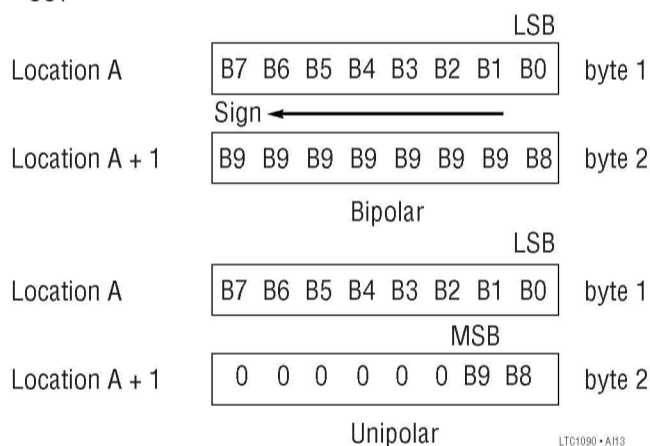 LSB
Location A B7 B6 B5 B4 B3 B2 B1 B0 byte 1
Sign
Location A + 1 B9 B9 B9 B9 B9 B9 B9 B8 byte 2
Bipolar
LSB
Location A B7 B6 B5 B4 B3 B2 B1 B0 byte 1
MSB
Location A + 1 0 0 0 0 0 0 B9 B8 byte 2
Unipolar
LTC1090 • AI13